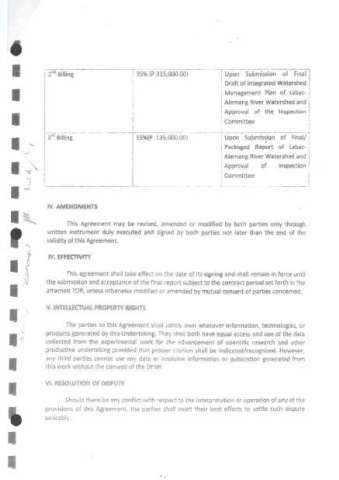 2nd Billing 35% (P 315,000.00) Upon Submission of Final
Draft of Integrated Watershed
Management Plan of Labac-
Alemang River Watershed and
Approval of the Inspection
Committee
3rd Billing 15%(P 135,000.00) Upon Submission of Final/
Packaged Report of Labac-
Alemang River Watershed and
Approval of Inspection
Committee
IV. AMENDMENTS
This Agreement may be revised, amended or modified by both parties only through
written instrument duly executed and signed by both parties not later than the end of the
validity of this Agreement.
IV. EFFECTIVITY
This agreement shall take effect on the date of its signing and shall remain in force until
the submission and acceptance of the final report subject to the contract period set forth in the
attached TOR, unless otherwise modified or amended by mutual consent of parties concerned.
V. INTELLECTUAL PROPERTY RIGHTS
The parties to this Agreement shall jointly own whatever information, technologies, or
products generated by this Undertaking. They shall both have equal access and use of the data
collected from the experimental work for the advancement of scientific research and other
productive undertaking provided that proper citation shall be indicated/recognized. However,
any third parties cannot use any data or available information or publication generated from
this work without the consent of the DENR.
VI. RESOLUTION OF DISPUTE
Should there be any conflict with respect to the interpretation or operation of any of the
provisions of this Agreement, the parties shall exert their best efforts to settle such dispute
amicably.